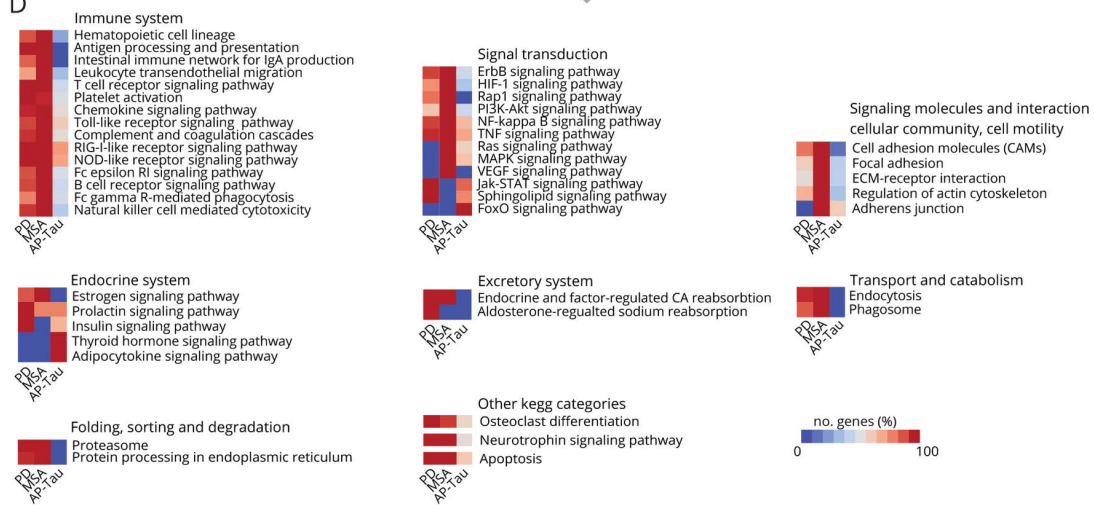 D
Immune system
Hematopoietic cell lineage
Antigen processing and presentation
Intestinal immune network for IgA production
Leukocyte transendothelial migration
T cell receptor signaling pathway
Platelet activation
Chemokine signaling pathway
Toll-like receptor signaling pathway
Complement and coagulation cascades
RIG-I-like receptor signaling pathway
NOD-like receptor signaling pathway
Fc epsilon RI signaling pathway
B cell receptor signaling pathway
Fc gamma R-mediated phagocytosis
Natural killer cell mediated cytotoxicity
PD
MSA
AP-Tau
Signal transduction
ErbB signaling pathway
HIF-1 signaling pathway
Rap1 signaling pathway
PI3K-Akt signaling pathway
NF-kappa B signaling pathway
TNF signaling pathway
Ras signaling pathway
MAPK signaling pathway
VEGF signaling pathway
Jak-STAT signaling pathway
Sphingolipid signaling pathway
FoxO signaling pathway
PD
MSA
AP-Tau
Signaling molecules and interaction
cellular community, cell motility
Cell adhesion molecules (CAMs)
Focal adhesion
ECM-receptor interaction
Regulation of actin cytoskeleton
Adherens junction
PD
MSA
AP-Tau
Endocrine system
Estrogen signaling pathway
Prolactin signaling pathway
Insulin signaling pathway
Thyroid hormone signaling pathway
Adipocytokine signaling pathway
PD
MSA
AP-Tau
Excretory system
Endocrine and factor-regulated CA reabsorbtion
Aldosterone-regualted sodium reabsorption
PD
MSA
AP-Tau
Transport and catabolism
Endocytosis
Phagosome
PD
MSA
AP-Tau
Folding, sorting and degradation
Proteasome
Protein processing in endoplasmic reticulum
PD
MSA
AP-Tau
Other kegg categories
Osteoclast differentiation
Neurotrophin signaling pathway
Apoptosis
PD
MSA
AP-Tau
no. genes (%)
0 100